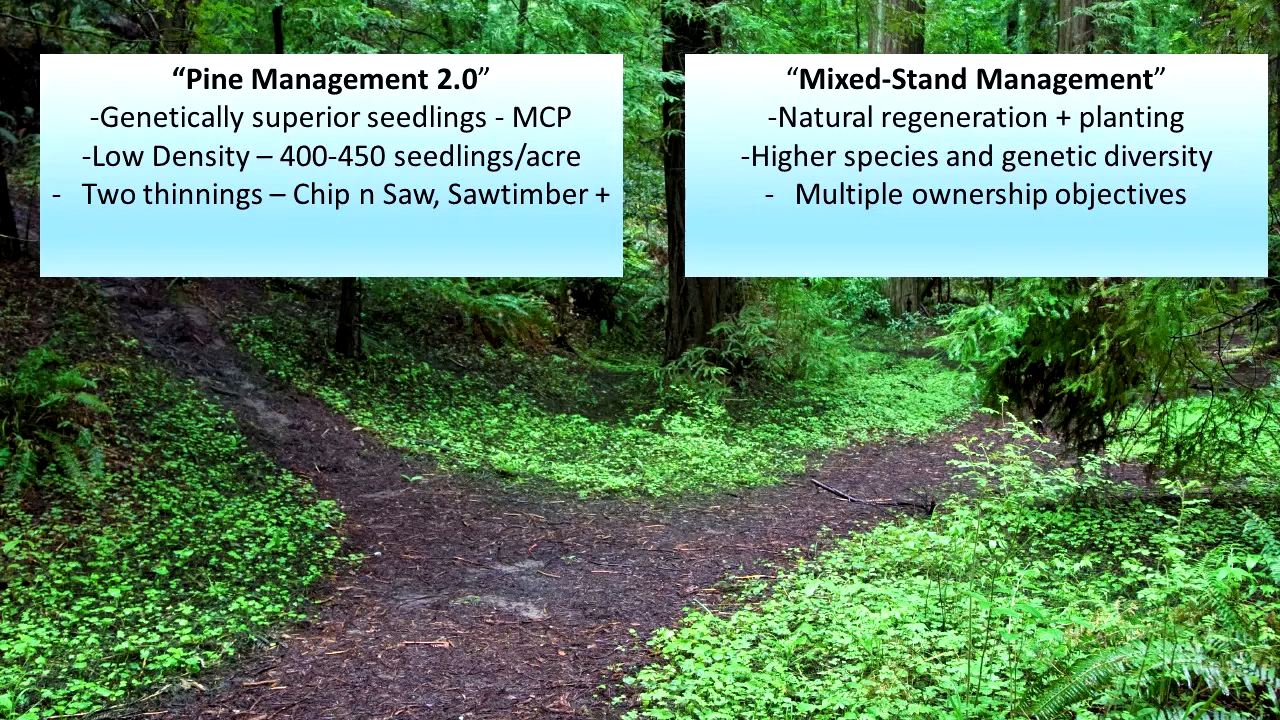 “Pine Management 2.0”
-Genetically superior seedlings - MCP
-Low Density – 400-450 seedlings/acre
- Two thinnings – Chip n Saw, Sawtimber +
“Mixed-Stand Management”
-Natural regeneration + planting
-Higher species and genetic diversity
- Multiple ownership objectives